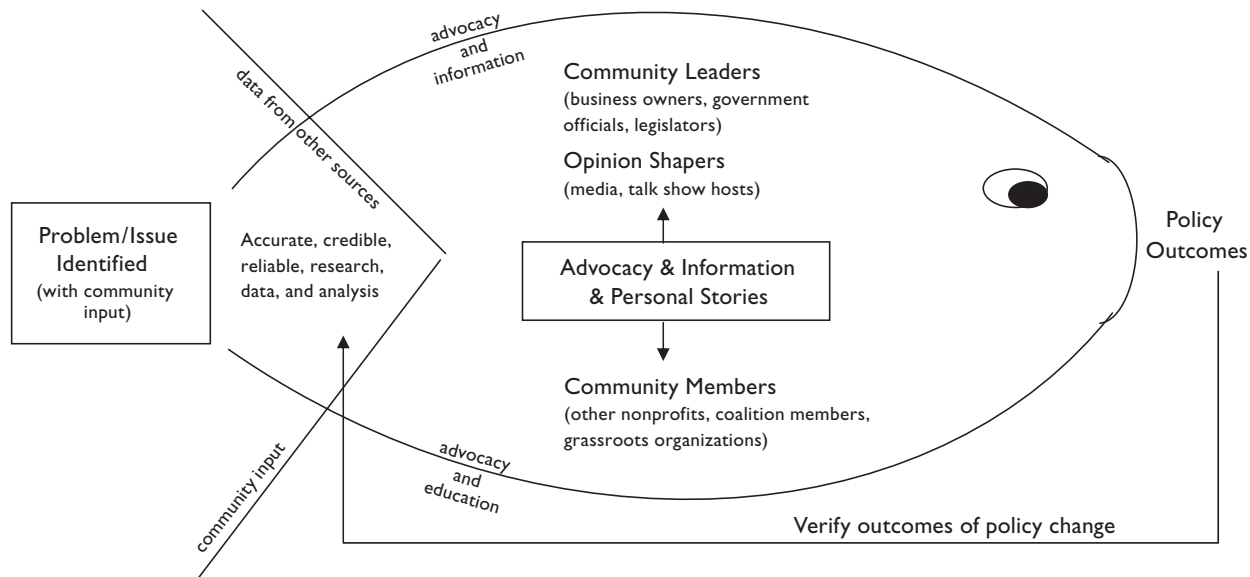 advocacy
and
information
data from other sources
Community Leaders
(business owners, government
officials, legislators)
Opinion Shapers
(media, talk show hosts)
Problem/Issue
Identified
(with community
input)
Accurate, credible,
reliable, research,
data, and analysis
Advocacy & Information
& Personal Stories
Policy
Outcomes
Community Members
(other nonprofits, coalition members,
grassroots organizations)
community input
advocacy
and
education
Verify outcomes of policy change